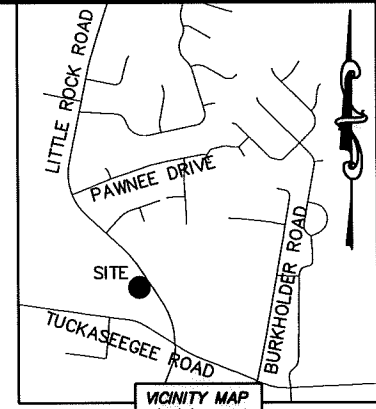 LITTLE ROCK ROAD
PAWNEE DRIVE
BURKHOLDER ROAD
SITE
TUCKASEEGEE ROAD
VICINITY MAP